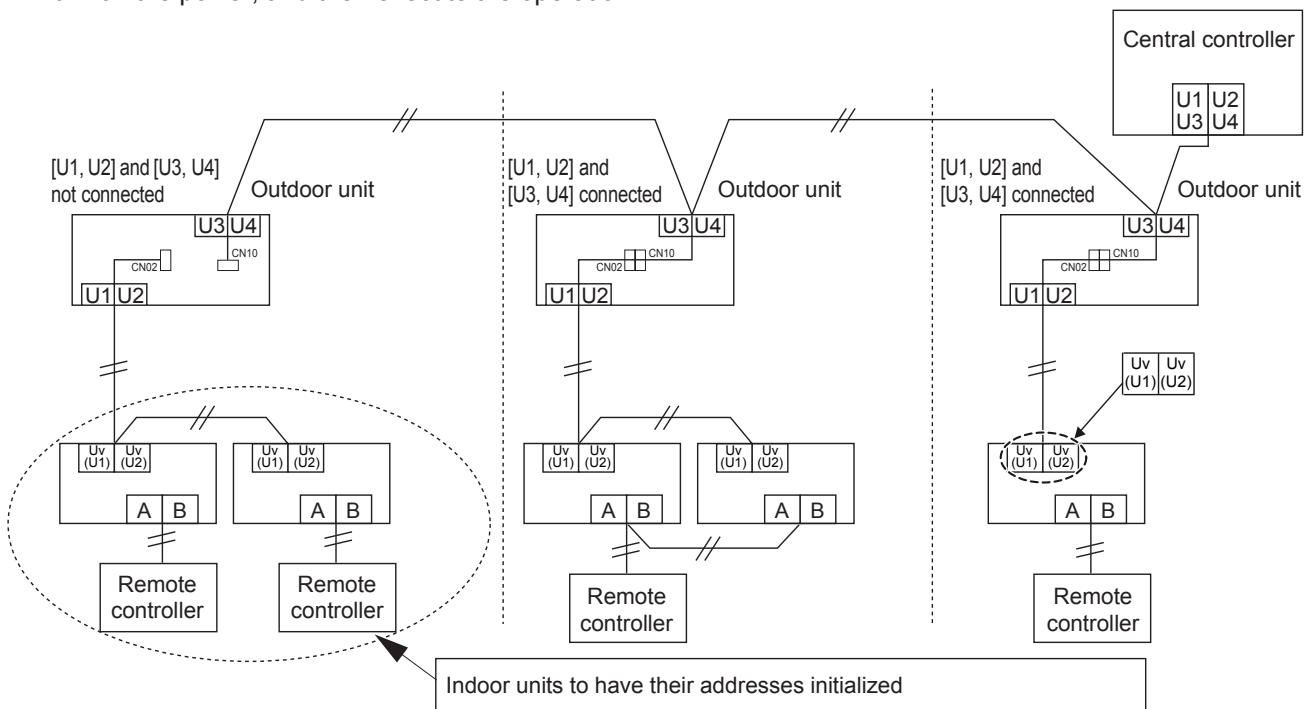 Central controller
U1 U2
U3 U4
[U1, U2] and [U3, U4]
not connected
Outdoor unit
[U1, U2] and
[U3, U4] connected
Outdoor unit
[U1, U2] and
[U3, U4] connected
Outdoor unit
U3 U4
CN02
CN10
U1 U2
U3 U4
CN02
CN10
U1 U2
U3 U4
CN02
CN10
U1 U2
Uv Uv
(U1) (U2)
Uv Uv
(U1) (U2)
Uv Uv
(U1) (U2)
Uv Uv
(U1) (U2)
Uv Uv
(U1) (U2)
Uv Uv
(U1) (U2)
A B
A B
A B
A B
A B
Remote
controller
Remote
controller
Remote
controller
Remote
controller
Indoor units to have their addresses initialized